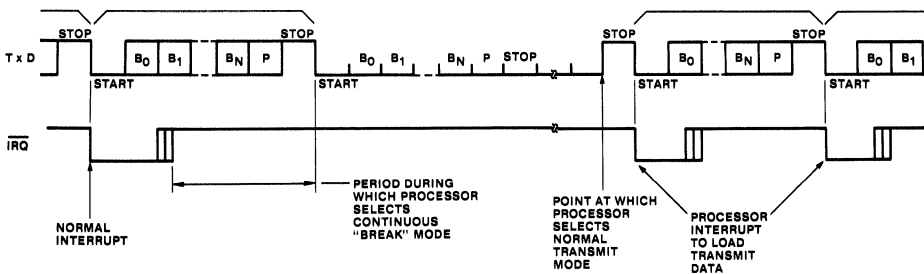 STOP STOP STOP STOP STOP
T x D B0 B1 BN P B0 B1 BN P STOP B0 BN P B0 B1
START START START START
IRQ
NORMAL
INTERRUPT
PERIOD DURING
WHICH PROCESSOR
SELECTS
CONTINUOUS
"BREAK" MODE
POINT AT WHICH
PROCESSOR
SELECTS
NORMAL
TRANSMIT
MODE
PROCESSOR
INTERRUPT
TO LOAD
TRANSMIT
DATA